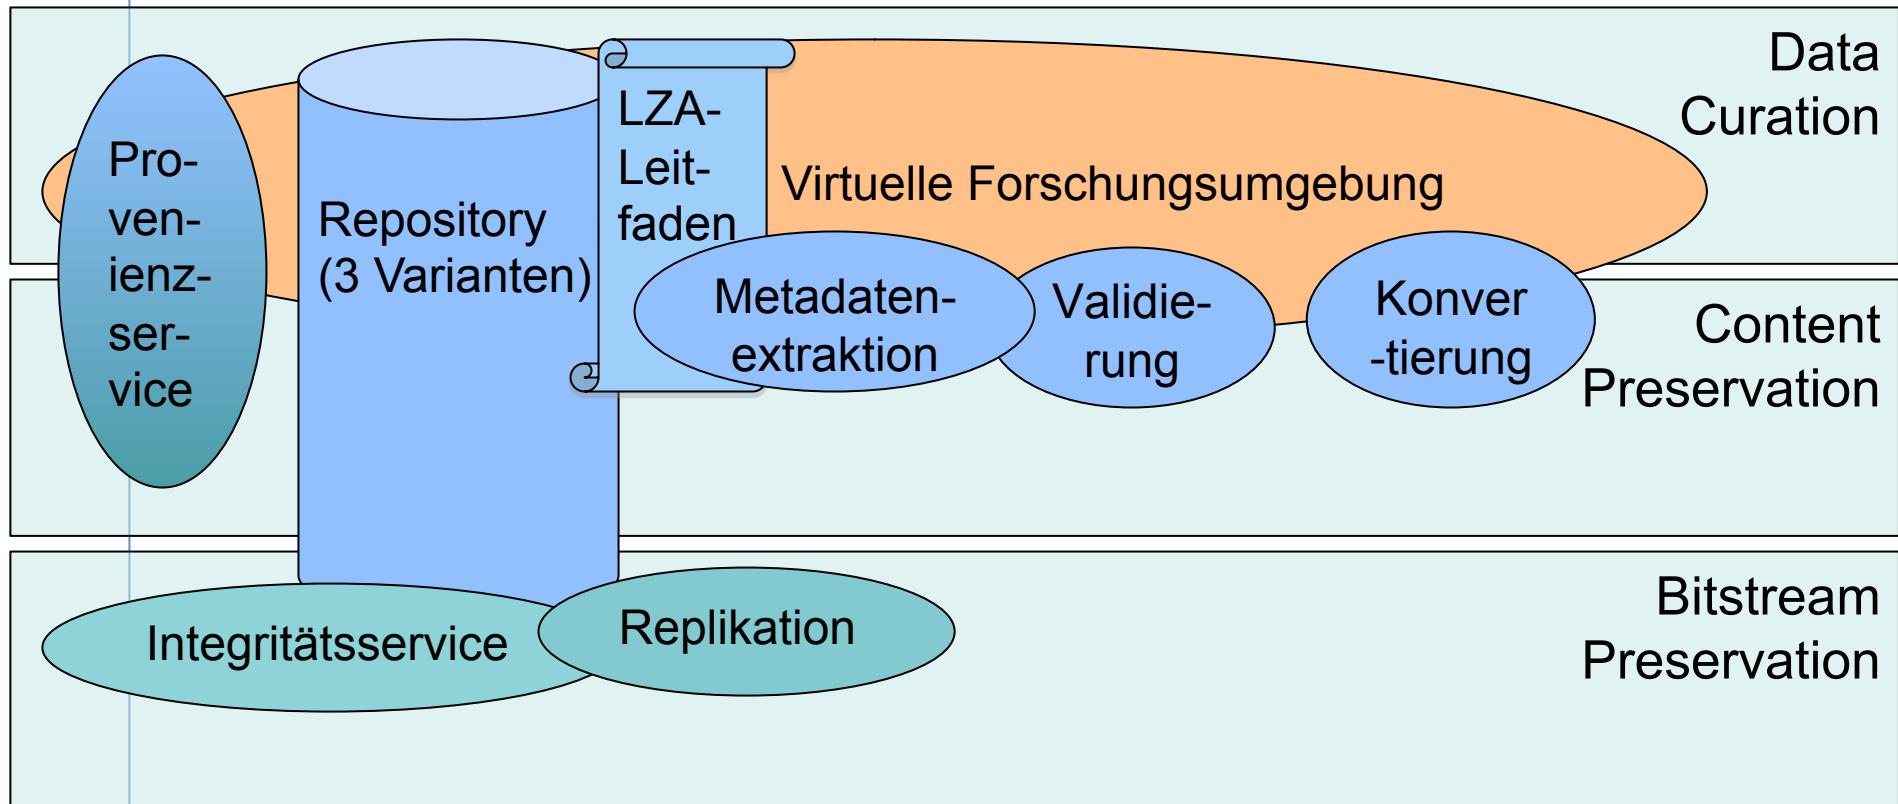 Data
Curation
Pro-
ven-
ienz-
ser-
vice
Repository
(3 Varianten)
LZA-
Leit-
faden
Virtuelle Forschungsumgebung
Metadaten-
extraktion
Validie-
rung
Konver
-tierung
Content
Preservation
Integritätsservice
Replikation
Bitstream
Preservation